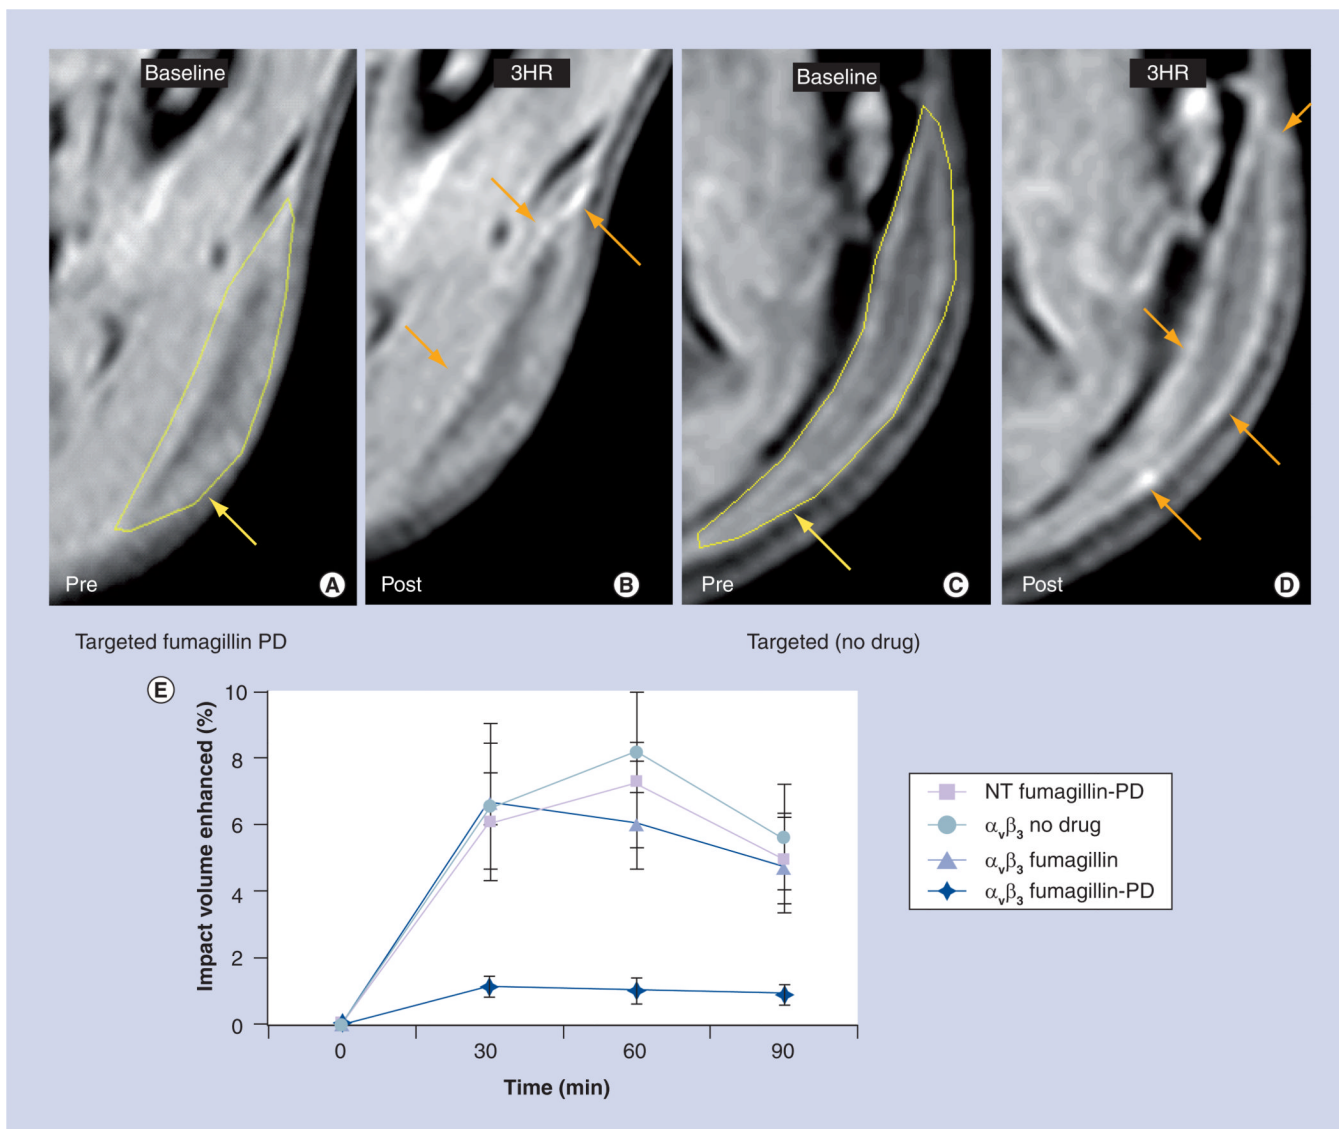 Baseline
3HR
Baseline
3HR
Pre
A
Post
B
Pre
C
Post
D
Targeted fumagillin PD
Targeted (no drug)
E
Impact volume enhanced (%)
10
8
6
4
2
0
0
30
60
90
Time (min)
NT fumagillin-PD
αvβ3 no drug
αvβ3 fumagillin
αvβ3 fumagillin-PD